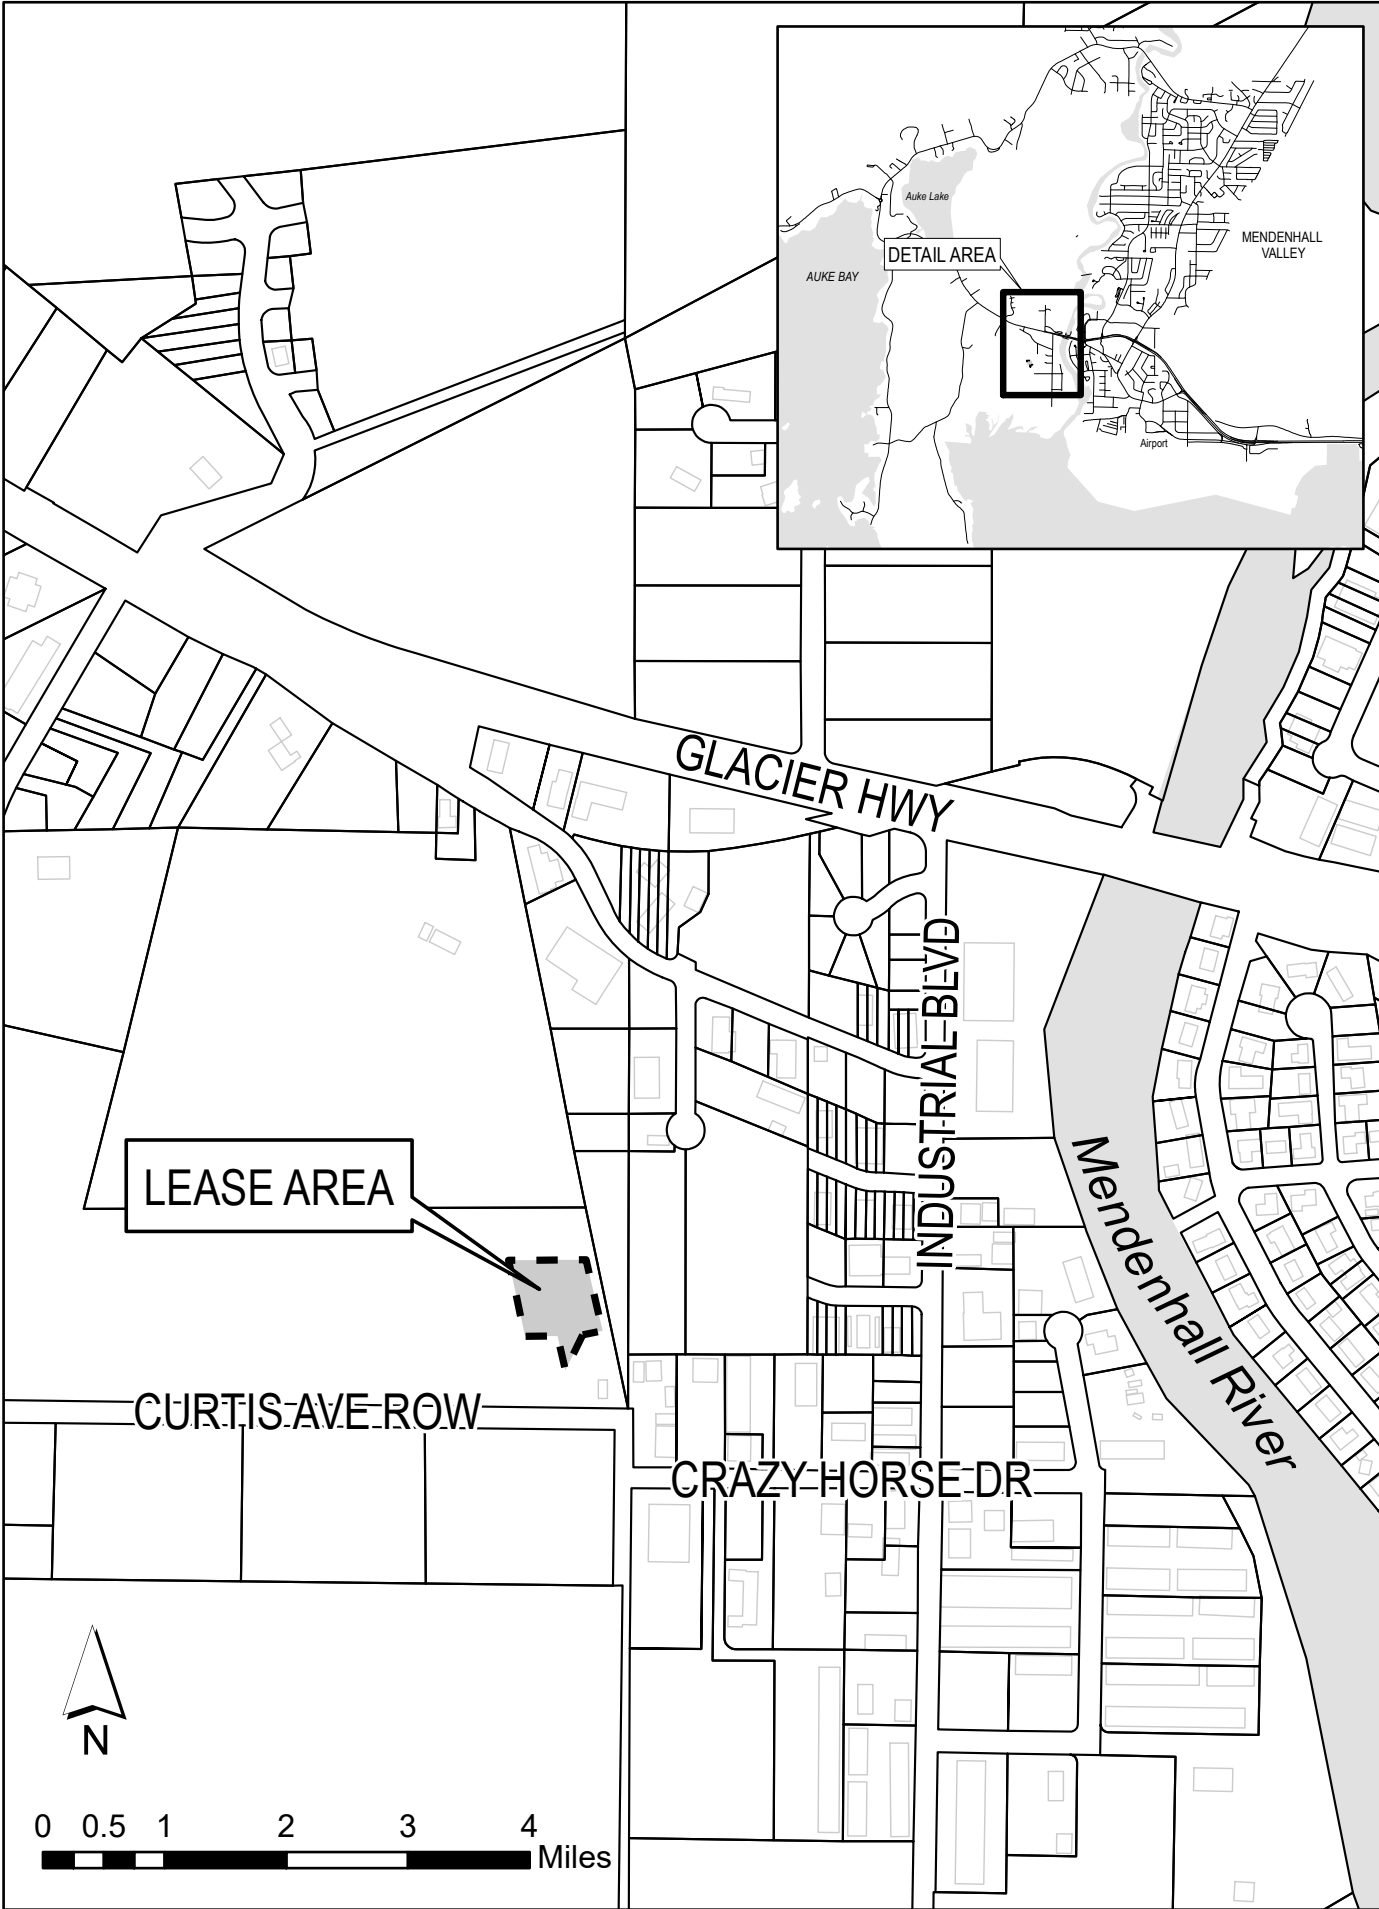 Auke Lake
MENDENHALL
VALLEY
DETAIL AREA
AUKE BAY
Airport
GLACIER HWY
INDUSTRIAL BLVD
LEASE AREA
Mendenhall River
CURTIS AVE ROW
CRAZY HORSE DR
N
0 0.5 1 2 3 4
Miles